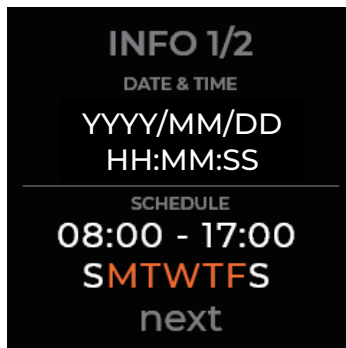 INFO 1/2
DATE & TIME
YYYY/MM/DD
HH:MM:SS
SCHEDULE
08:00 - 17:00
SMTWTFS
next